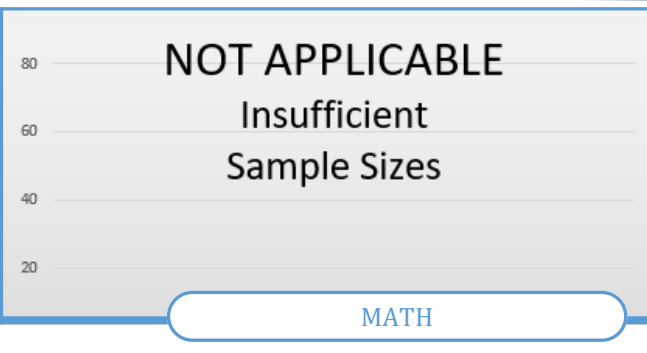 NOT APPLICABLE
80
Insufficient
60
Sample Sizes
40
20
MATH